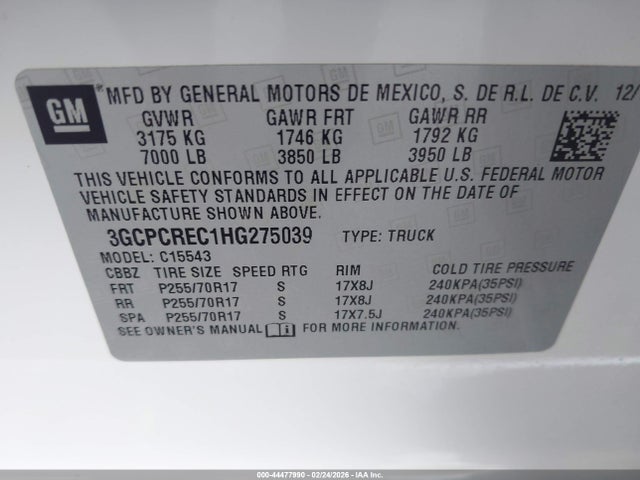 GM
MFD BY GENERAL MOTORS DE MEXICO, S. DE R.L. DE C.V. 12/
GVWR GAWR FRT GAWR RR
3175 KG 1746 KG 1792 KG
7000 LB 3850 LB 3950 LB
THIS VEHICLE CONFORMS TO ALL APPLICABLE U.S. FEDERAL MOTOR
VEHICLE SAFETY STANDARDS IN EFFECT ON THE DATE OF
MANUFACTURE SHOWN ABOVE.
3GCPCREC1HG275039 TYPE: TRUCK
MODEL: C15543
CBBZ TIRE SIZE SPEED RTG RIM COLD TIRE PRESSURE
FRT P255/70R17 S 17X8J 240KPA(35PSI)
RR P255/70R17 S 17X8J 240KPA(35PSI)
SPA P255/70R17 S 17X7.5J 240KPA(35PSI)
SEE OWNER'S MANUAL FOR MORE INFORMATION.
000-44477990 - 02/24/2026 - IAA Inc.